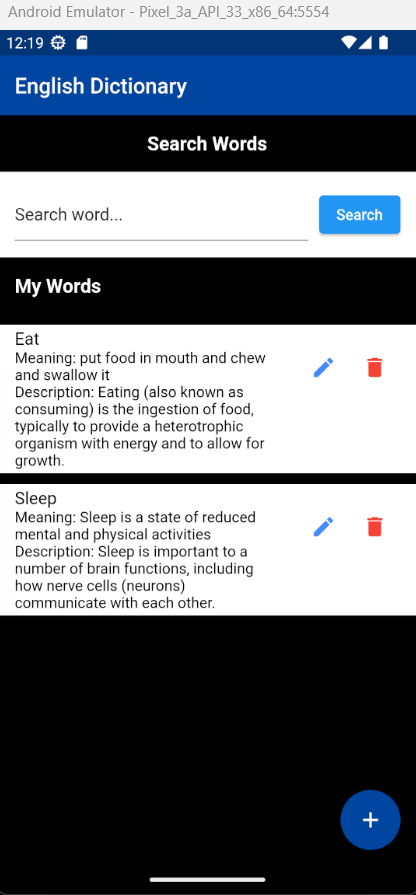 Android Emulator - Pixel_3a_API_33_x86_64:5554
12:19
English Dictionary
Search Words
Search word...
Search
My Words
Eat
Meaning: put food in mouth and chew
and swallow it
Description: Eating (also known as
consuming) is the ingestion of food,
typically to provide a heterotrophic
organism with energy and to allow for
growth.
Sleep
Meaning: Sleep is a state of reduced
mental and physical activities
Description: Sleep is important to a
number of brain functions, including
how nerve cells (neurons)
communicate with each other.
+